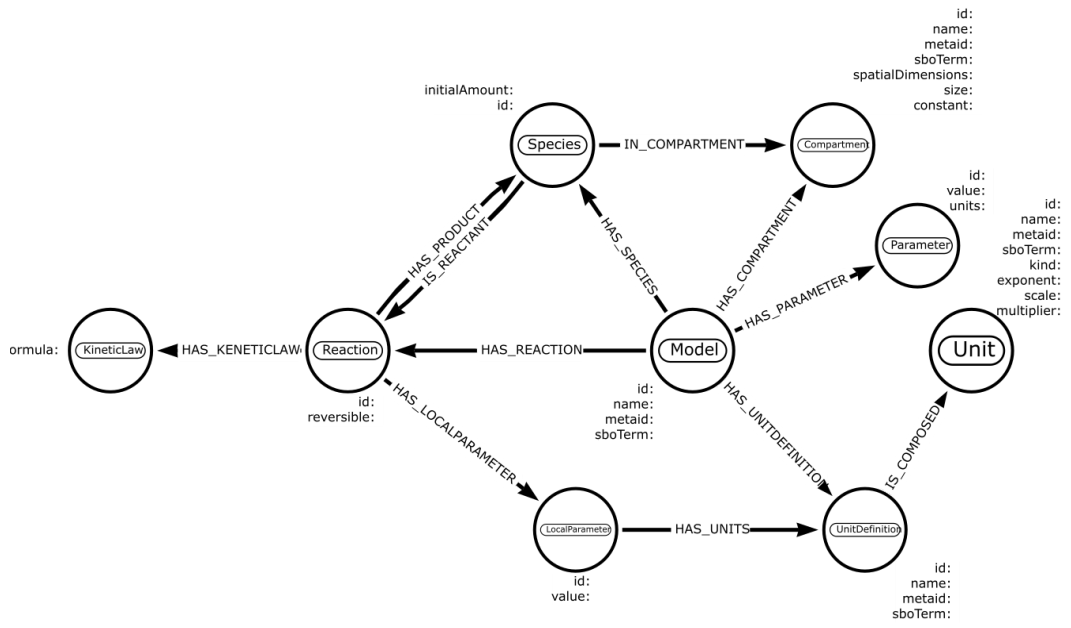 id:
name:
metaid:
sboTerm:
spatialDimensions:
size:
constant:
initialAmount:
id:
Species
IN_COMPARTMENT
Compartment
id:
value:
units:
Parameter
id:
name:
metaid:
sboTerm:
kind:
exponent:
scale:
multiplier:
HAS_PRODUCT
IS_REACTANT
HAS_SPECIES
HAS_COMPARTMENT
HAS_PARAMETER
ormula:
KineticLaw
HAS_KENETICLAW
Reaction
HAS_REACTION
Model
Unit
id:
reversible:
id:
name:
metaid:
sboTerm:
HAS_LOCALPARAMETER
HAS_UNITDEFINITION
IS_COMPOSED
LocalParameter
HAS_UNITS
UnitDefinition
id:
value:
id:
name:
metaid:
sboTerm: